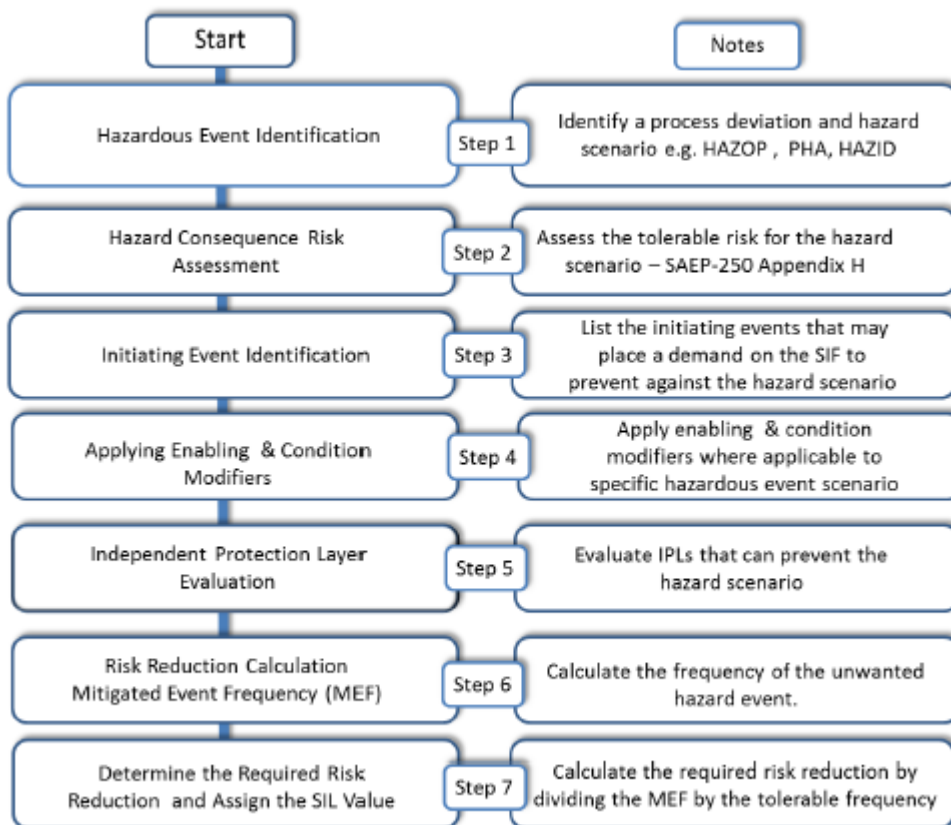 Start
Notes
Hazardous Event Identification
Step 1
Identify a process deviation and hazard
scenario e.g. HAZOP , PHA, HAZID
Hazard Consequence Risk
Assessment
Step 2
Assess the tolerable risk for the hazard
scenario – SAEP-250 Appendix H
Initiating Event Identification
Step 3
List the initiating events that may
place a demand on the SIF to
prevent against the hazard scenario
Applying Enabling & Condition
Modifiers
Step 4
Apply enabling & condition
modifiers where applicable to
specific hazardous event scenario
Independent Protection Layer
Evaluation
Step 5
Evaluate IPLs that can prevent the
hazard scenario
Risk Reduction Calculation
Mitigated Event Frequency (MEF)
Step 6
Calculate the frequency of the unwanted
hazard event.
Determine the Required Risk
Reduction and Assign the SIL Value
Step 7
Calculate the required risk reduction by
dividing the MEF by the tolerable frequency